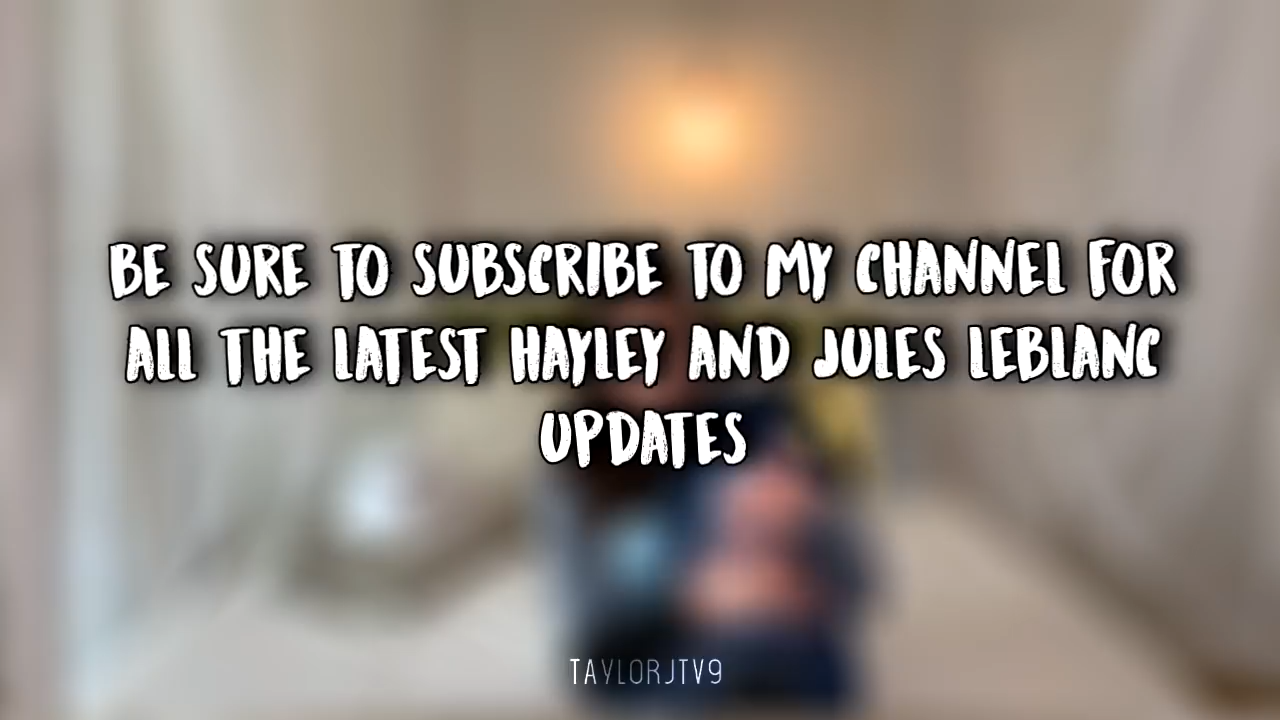 BE SURE TO SUBSCRIBE TO MY CHANNEL FOR
ALL THE LATEST HAYLEY AND JULES LEBLANC
UPDATES
TAYLORJTV9